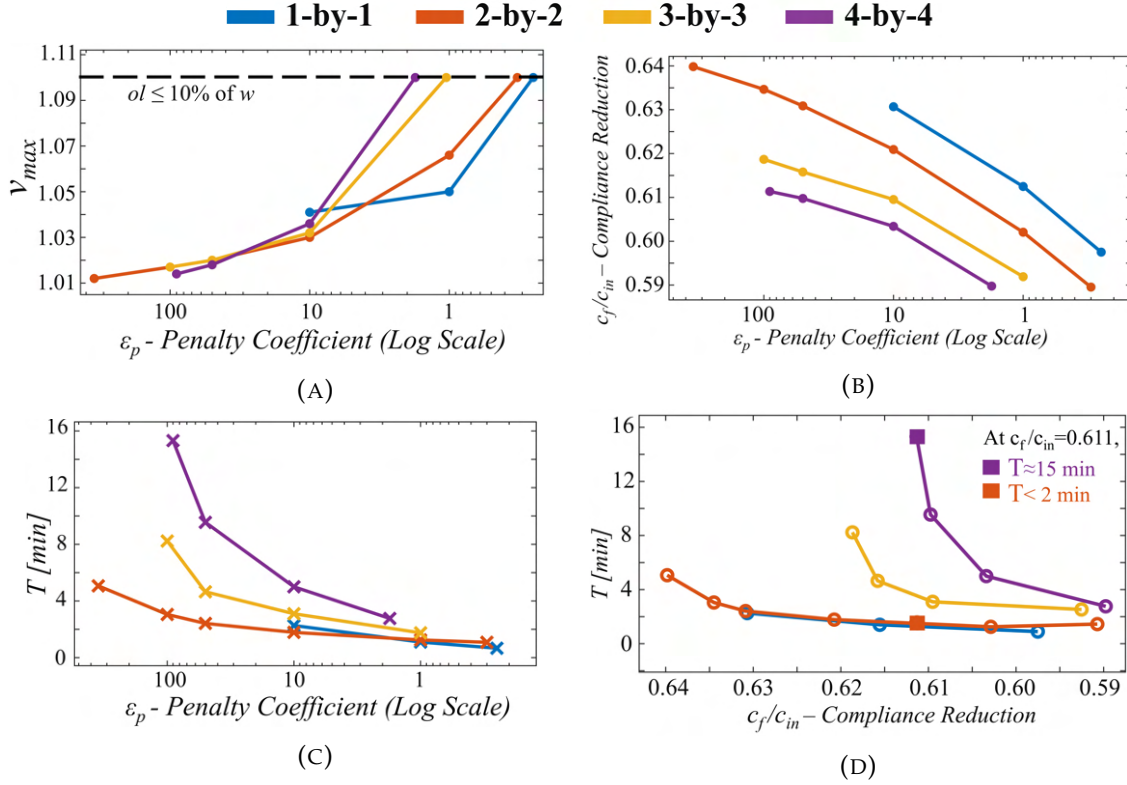 1-by-1 2-by-2 3-by-3 4-by-4
1.11
1.09
1.07
1.05
1.03
1.01
v_max
ol ≤ 10% of w
100 10 1
ε_p - Penalty Coefficient (Log Scale)
(A)
0.64
0.63
0.62
0.61
0.60
0.59
c_f/c_in – Compliance Reduction
100 10 1
ε_p - Penalty Coefficient (Log Scale)
(B)
16
12
8
4
0
T [min]
100 10 1
ε_p - Penalty Coefficient (Log Scale)
(C)
16
12
8
4
0
T [min]
At c_f/c_in=0.611,
T≈15 min
T< 2 min
0.64 0.63 0.62 0.61 0.60 0.59
c_f/c_in – Compliance Reduction
(D)